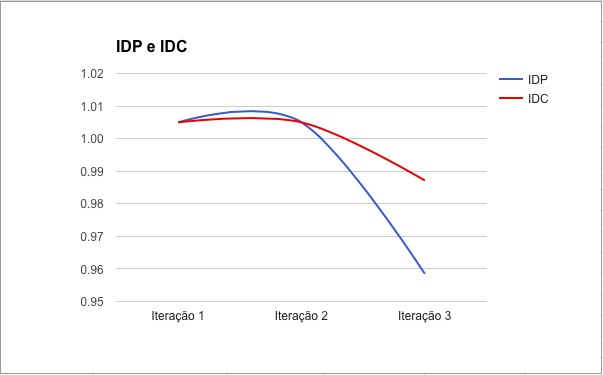 IDP e IDC
1.02
1.01
1.00
0.99
0.98
0.97
0.96
0.95
Iteração 1 Iteração 2 Iteração 3
IDP
IDC